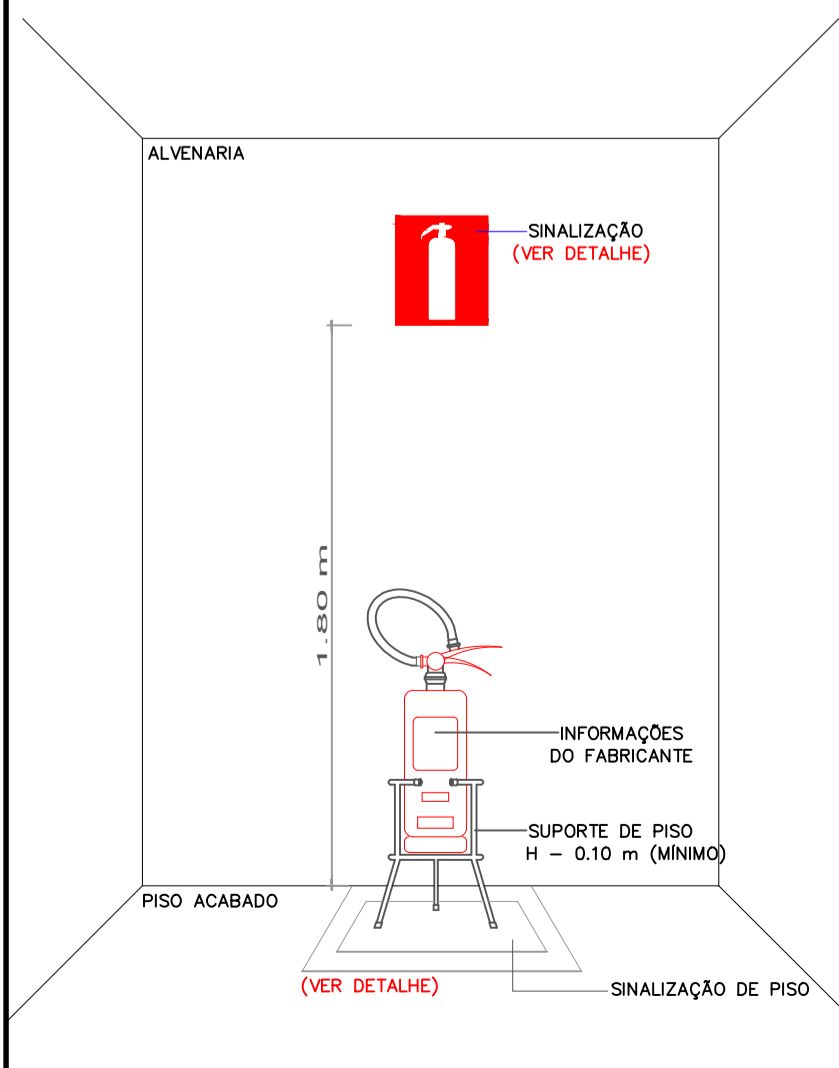 ALVENARIA
SINALIZAÇÃO
(VER DETALHE)
1.80 m
INFORMAÇÕES
DO FABRICANTE
SUPORTE DE PISO
H - 0.10 m (MÍNIMO)
PISO ACABADO
(VER DETALHE)
SINALIZAÇÃO DE PISO